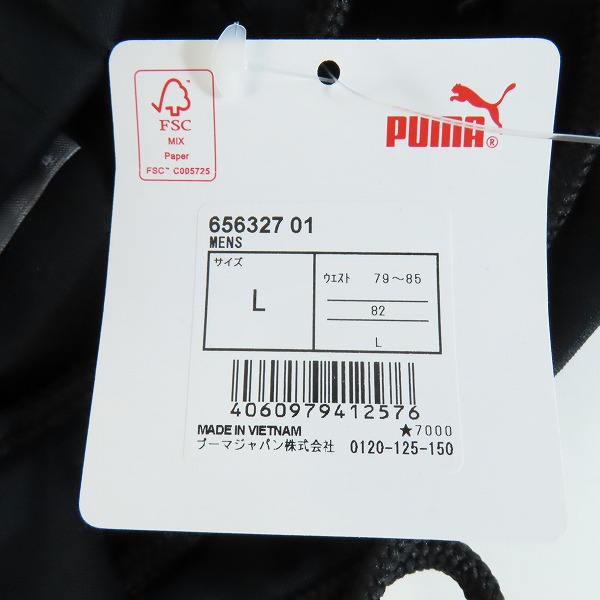 FSC
MIX
Paper
FSC™ C005725
PUMA®
656327 01
MENS
サイズ
L
ウエスト 79～85
82
L
4060979412576
MADE IN VIETNAM ★7000
プーマジャパン株式会社 0120-125-150